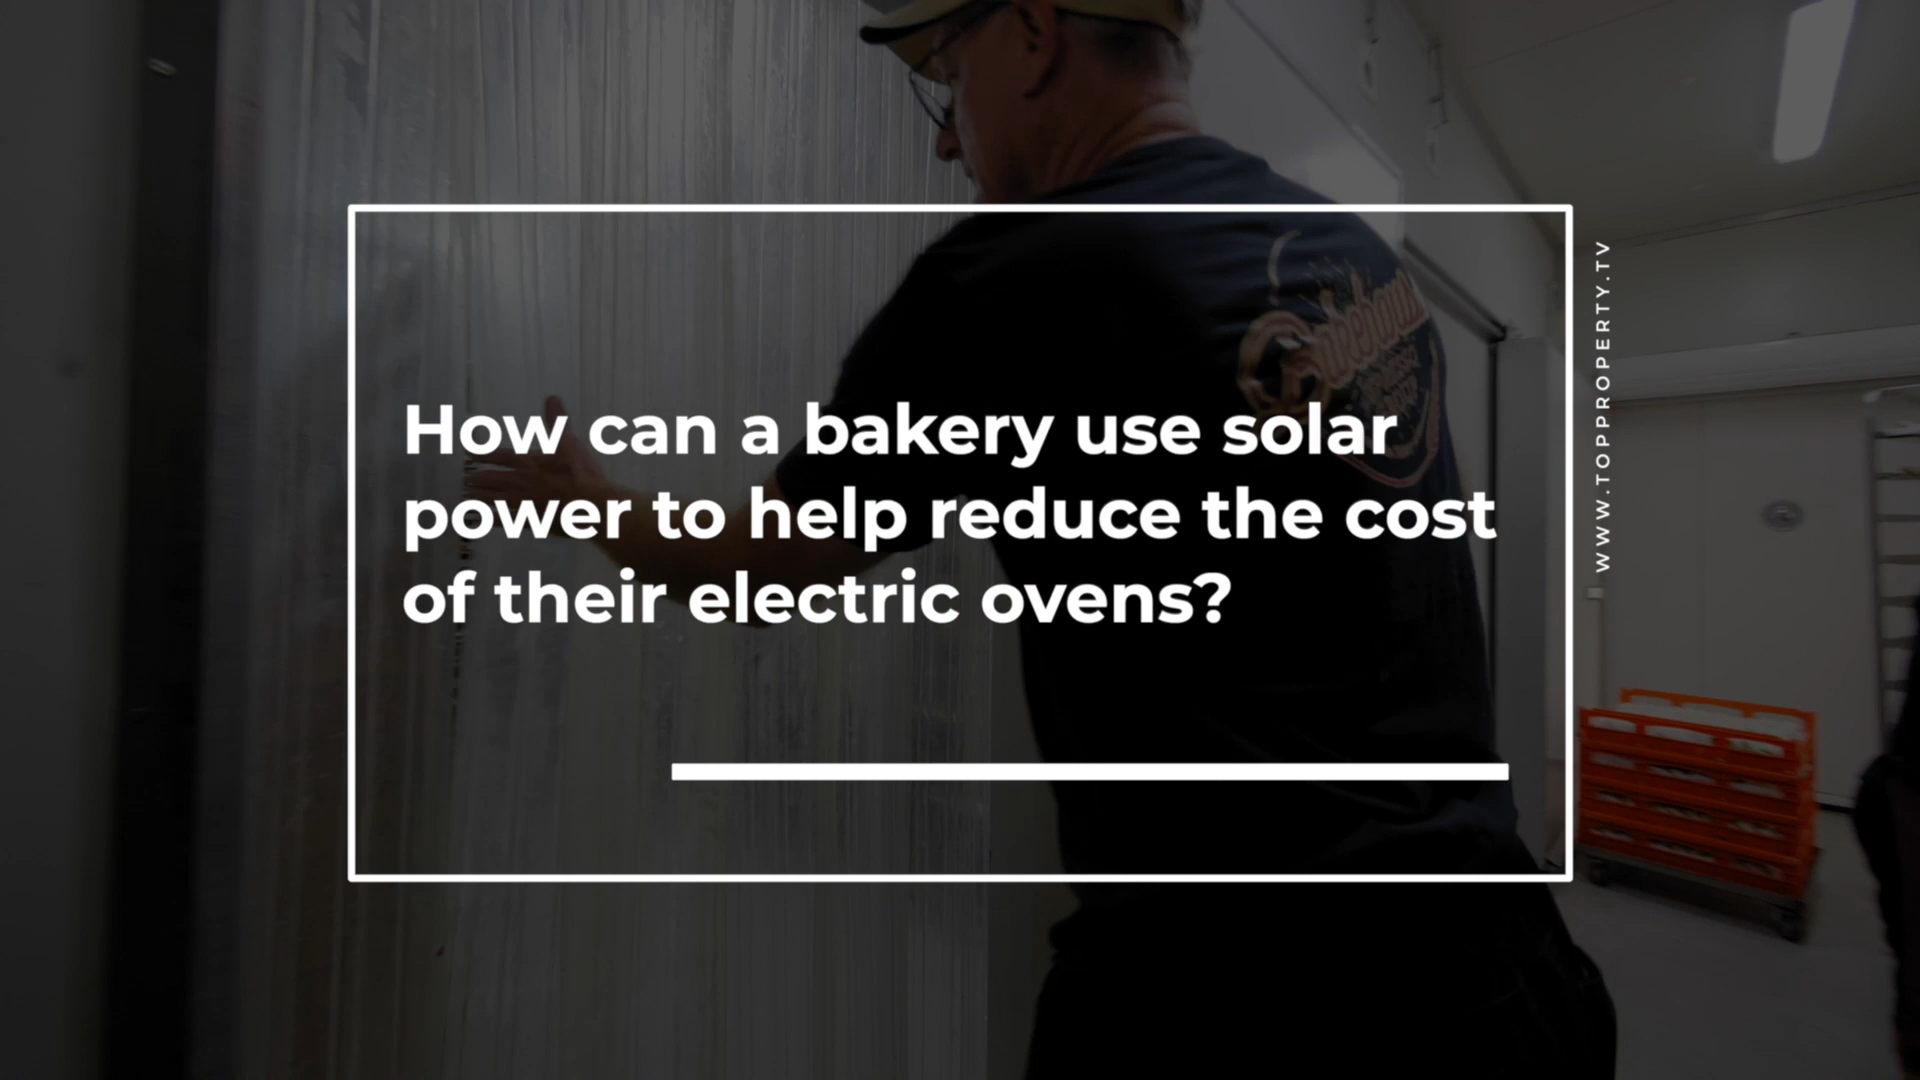 How can a bakery use solar
power to help reduce the cost
of their electric ovens?
WWW.TOPPROPERTY.TV